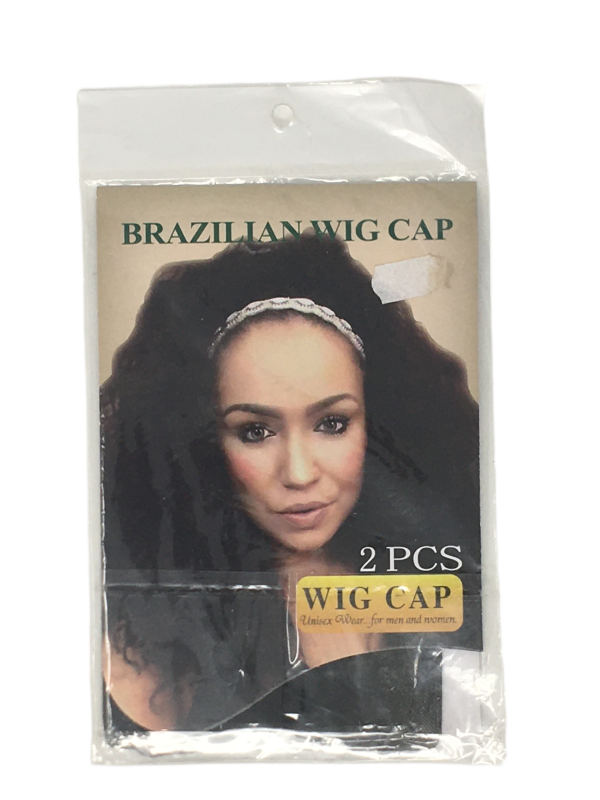 BRAZILIAN WIG CAP
2 PCS
WIG CAP
Unisex Wear...for men and women.